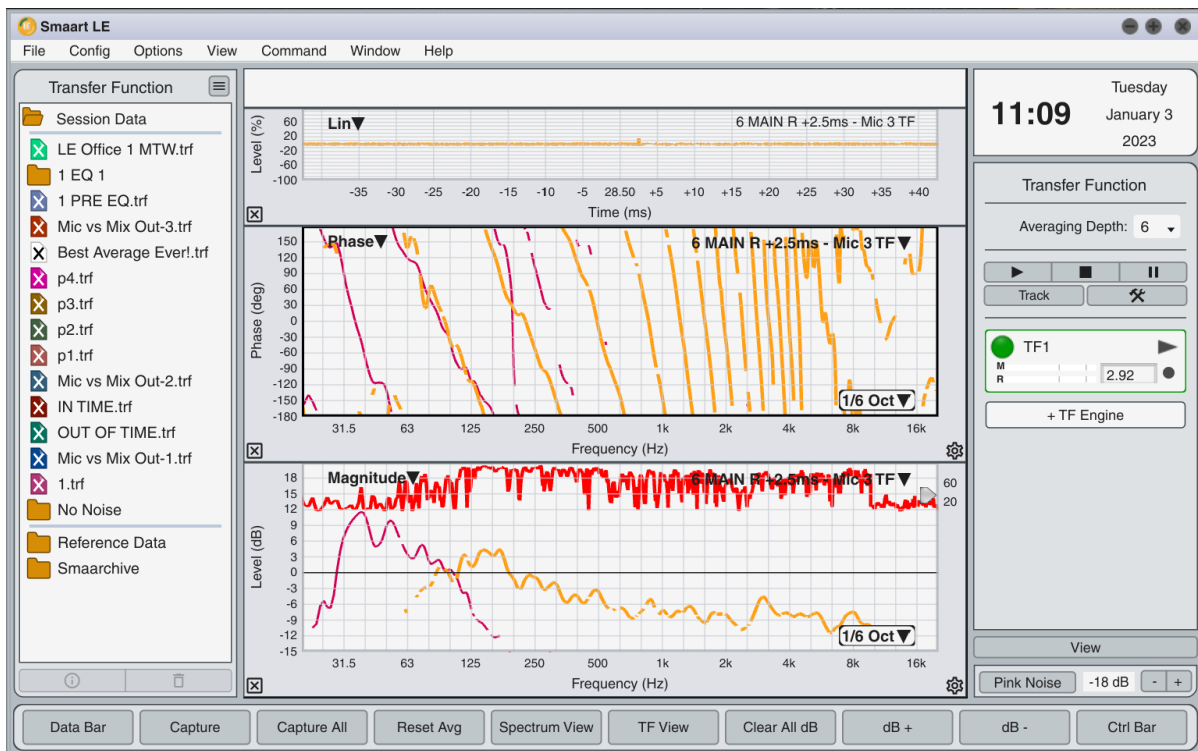 Smaart LE
File Config Options View Command Window Help
Transfer Function
Session Data
LE Office 1 MTW.trf
1 EQ 1
1 PRE EQ.trf
Mic vs Mix Out-3.trf
Best Average Ever!.trf
p4.trf
p3.trf
p2.trf
p1.trf
Mic vs Mix Out-2.trf
IN TIME.trf
OUT OF TIME.trf
Mic vs Mix Out-1.trf
1.trf
No Noise
Reference Data
Smaarchive
Lin▼
6 MAIN R +2.5ms - Mic 3 TF
Level (%)
60
20
-20
-60
-100
-35 -30 -25 -20 -15 -10 -5 28.50 +5 +10 +15 +20 +25 +30 +35 +40
Time (ms)
Phase▼
6 MAIN R +2.5ms - Mic 3 TF▼
Phase (deg)
150
120
90
60
30
0
-30
-60
-90
-120
-150
-180
1/6 Oct▼
31.5 63 125 250 500 1k 2k 4k 8k 16k
Frequency (Hz)
Magnitude▼
6 MAIN R +2.5ms - Mic 3 TF▼
Level (dB)
18
15
12
9
6
3
0
-3
-6
-9
-12
-15
60
20
1/6 Oct▼
31.5 63 125 250 500 1k 2k 4k 8k 16k
Frequency (Hz)
11:09
Tuesday
January 3
2023
Transfer Function
Averaging Depth: 6
Track
TF1
M
R
2.92
+ TF Engine
View
Pink Noise -18 dB - +
Data Bar Capture Capture All Reset Avg Spectrum View TF View Clear All dB dB + dB - Ctrl Bar